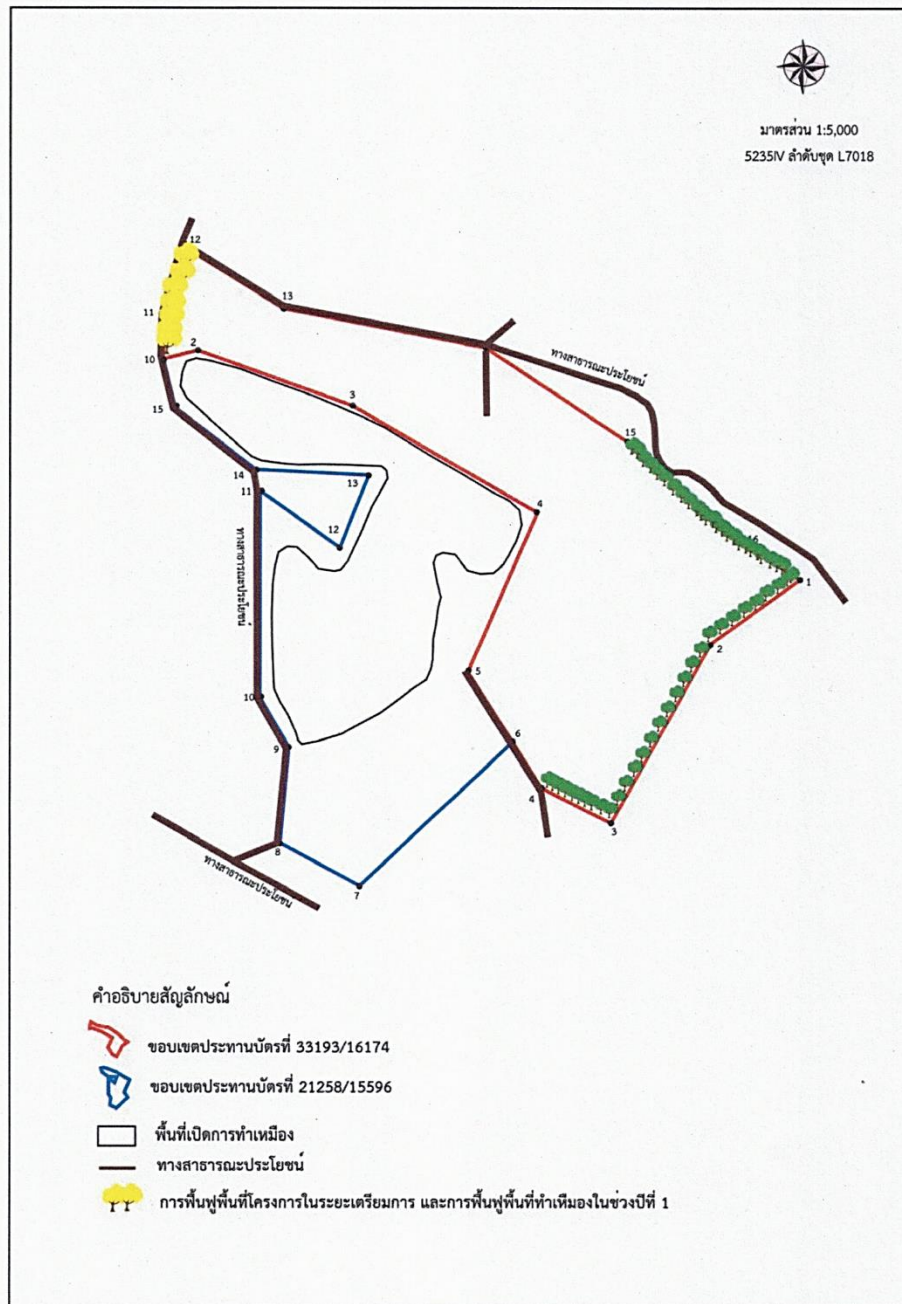 มาตรส่วน 1:5,000
5235IV ลำดับชุด L7018
12
13
11
10
2
ทางสาธารณะประโยชน์
3
15
15
14
13
11
4
12
16
1
ทางสาธารณะประโยชน์
2
5
10
6
9
4
3
8
7
ทางสาธารณะประโยชน
คำอธิบายสัญลักษณ์
ขอบเขตประทานบัตรที่ 33193/16174
ขอบเขตประทานบัตรที่ 21258/15596
พื้นที่เปิดการทำเหมือง
ทางสาธารณะประโยชน์
การฟื้นฟูพื้นที่โครงการในระยะเตรียมการ และการฟื้นฟูพื้นที่ทำเหมืองในช่วงปีที่ 1